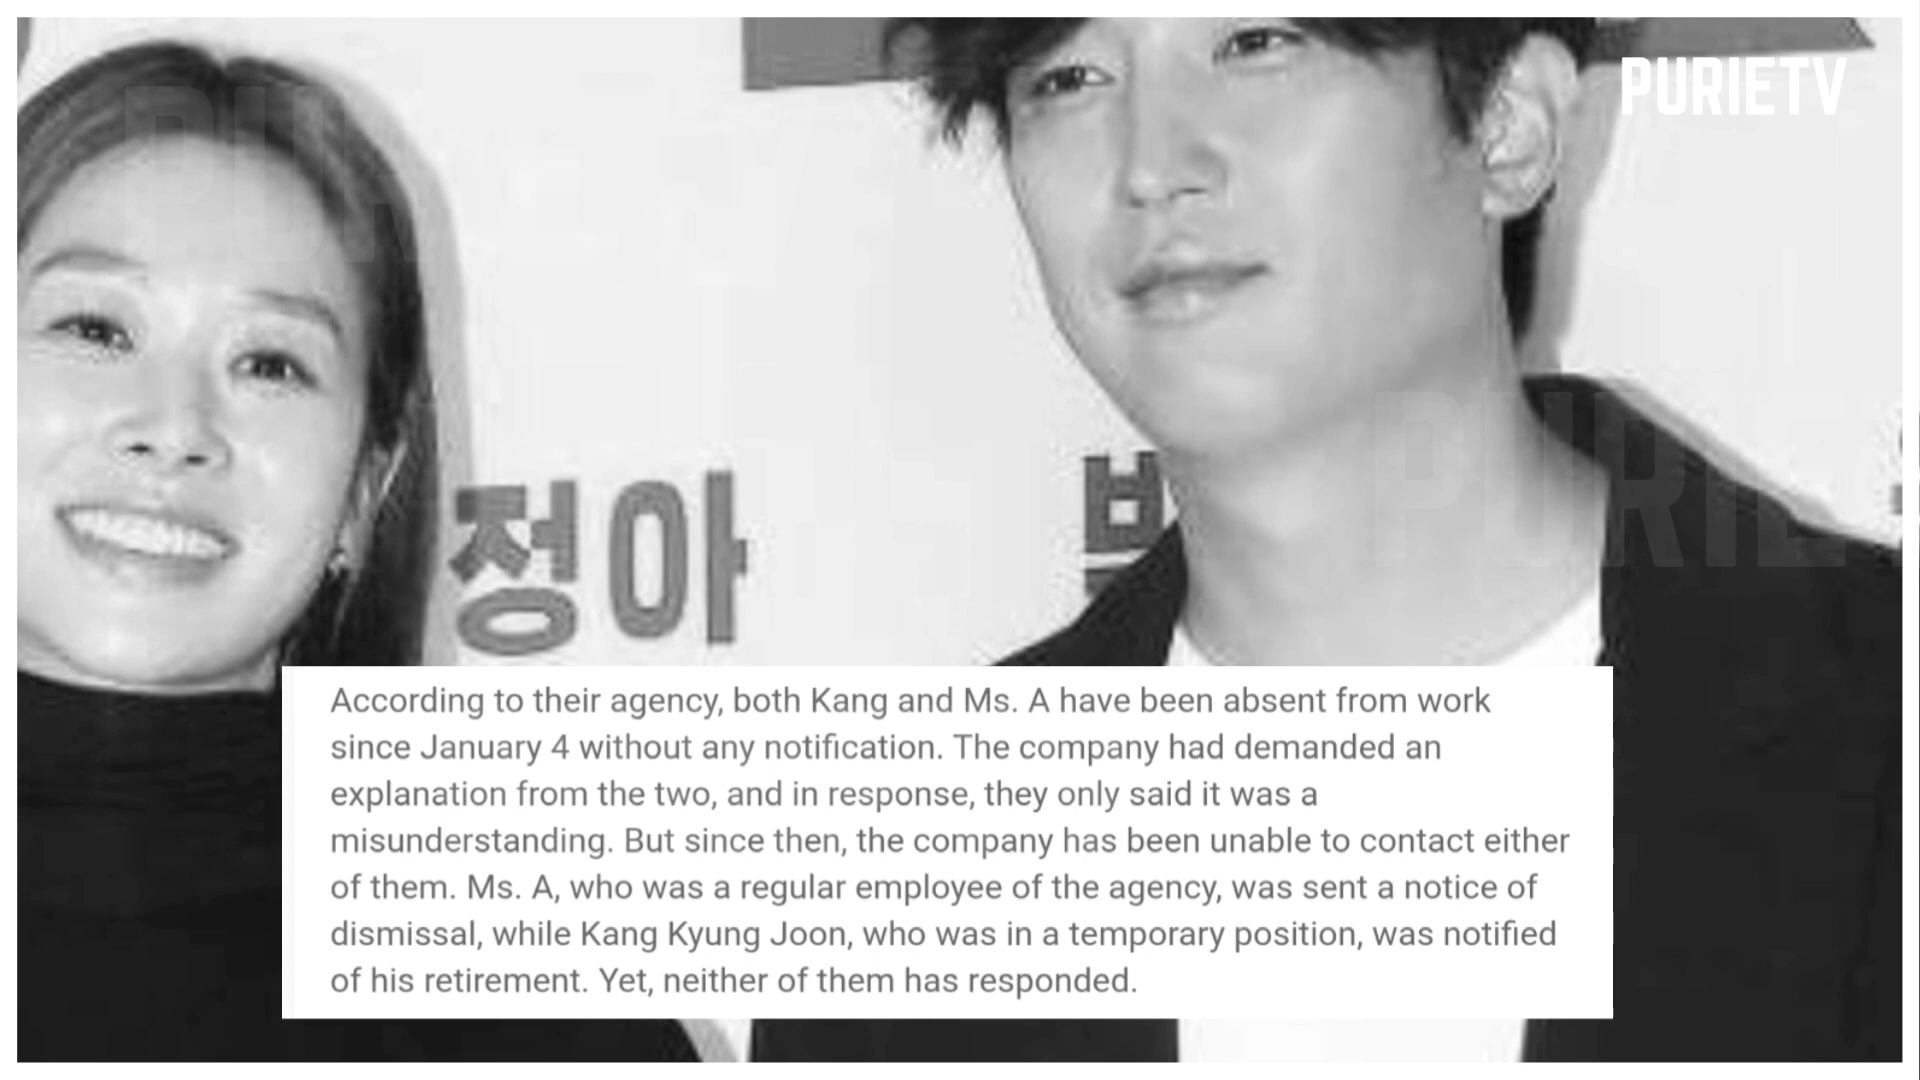 PURIETV
정아
According to their agency, both Kang and Ms. A have been absent from work
since January 4 without any notification. The company had demanded an
explanation from the two, and in response, they only said it was a
misunderstanding. But since then, the company has been unable to contact either
of them. Ms. A, who was a regular employee of the agency, was sent a notice of
dismissal, while Kang Kyung Joon, who was in a temporary position, was notified
of his retirement. Yet, neither of them has responded.